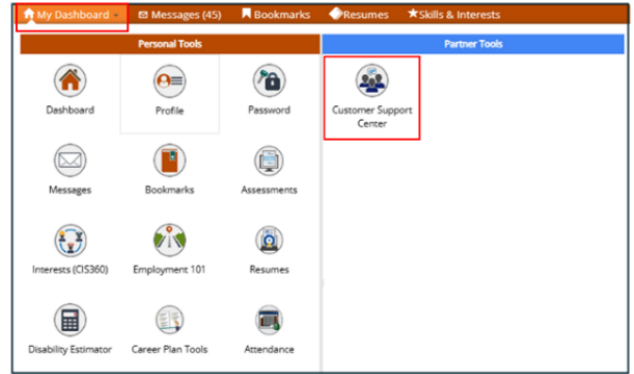 My Dashboard
Messages (45)
Bookmarks
Resumes
Skills & Interests
Personal Tools
Partner Tools
Dashboard
Profile
Password
Customer Support
Center
Messages
Bookmarks
Assessments
Interests (CIS360)
Employment 101
Resumes
Disability Estimator
Career Plan Tools
Attendance